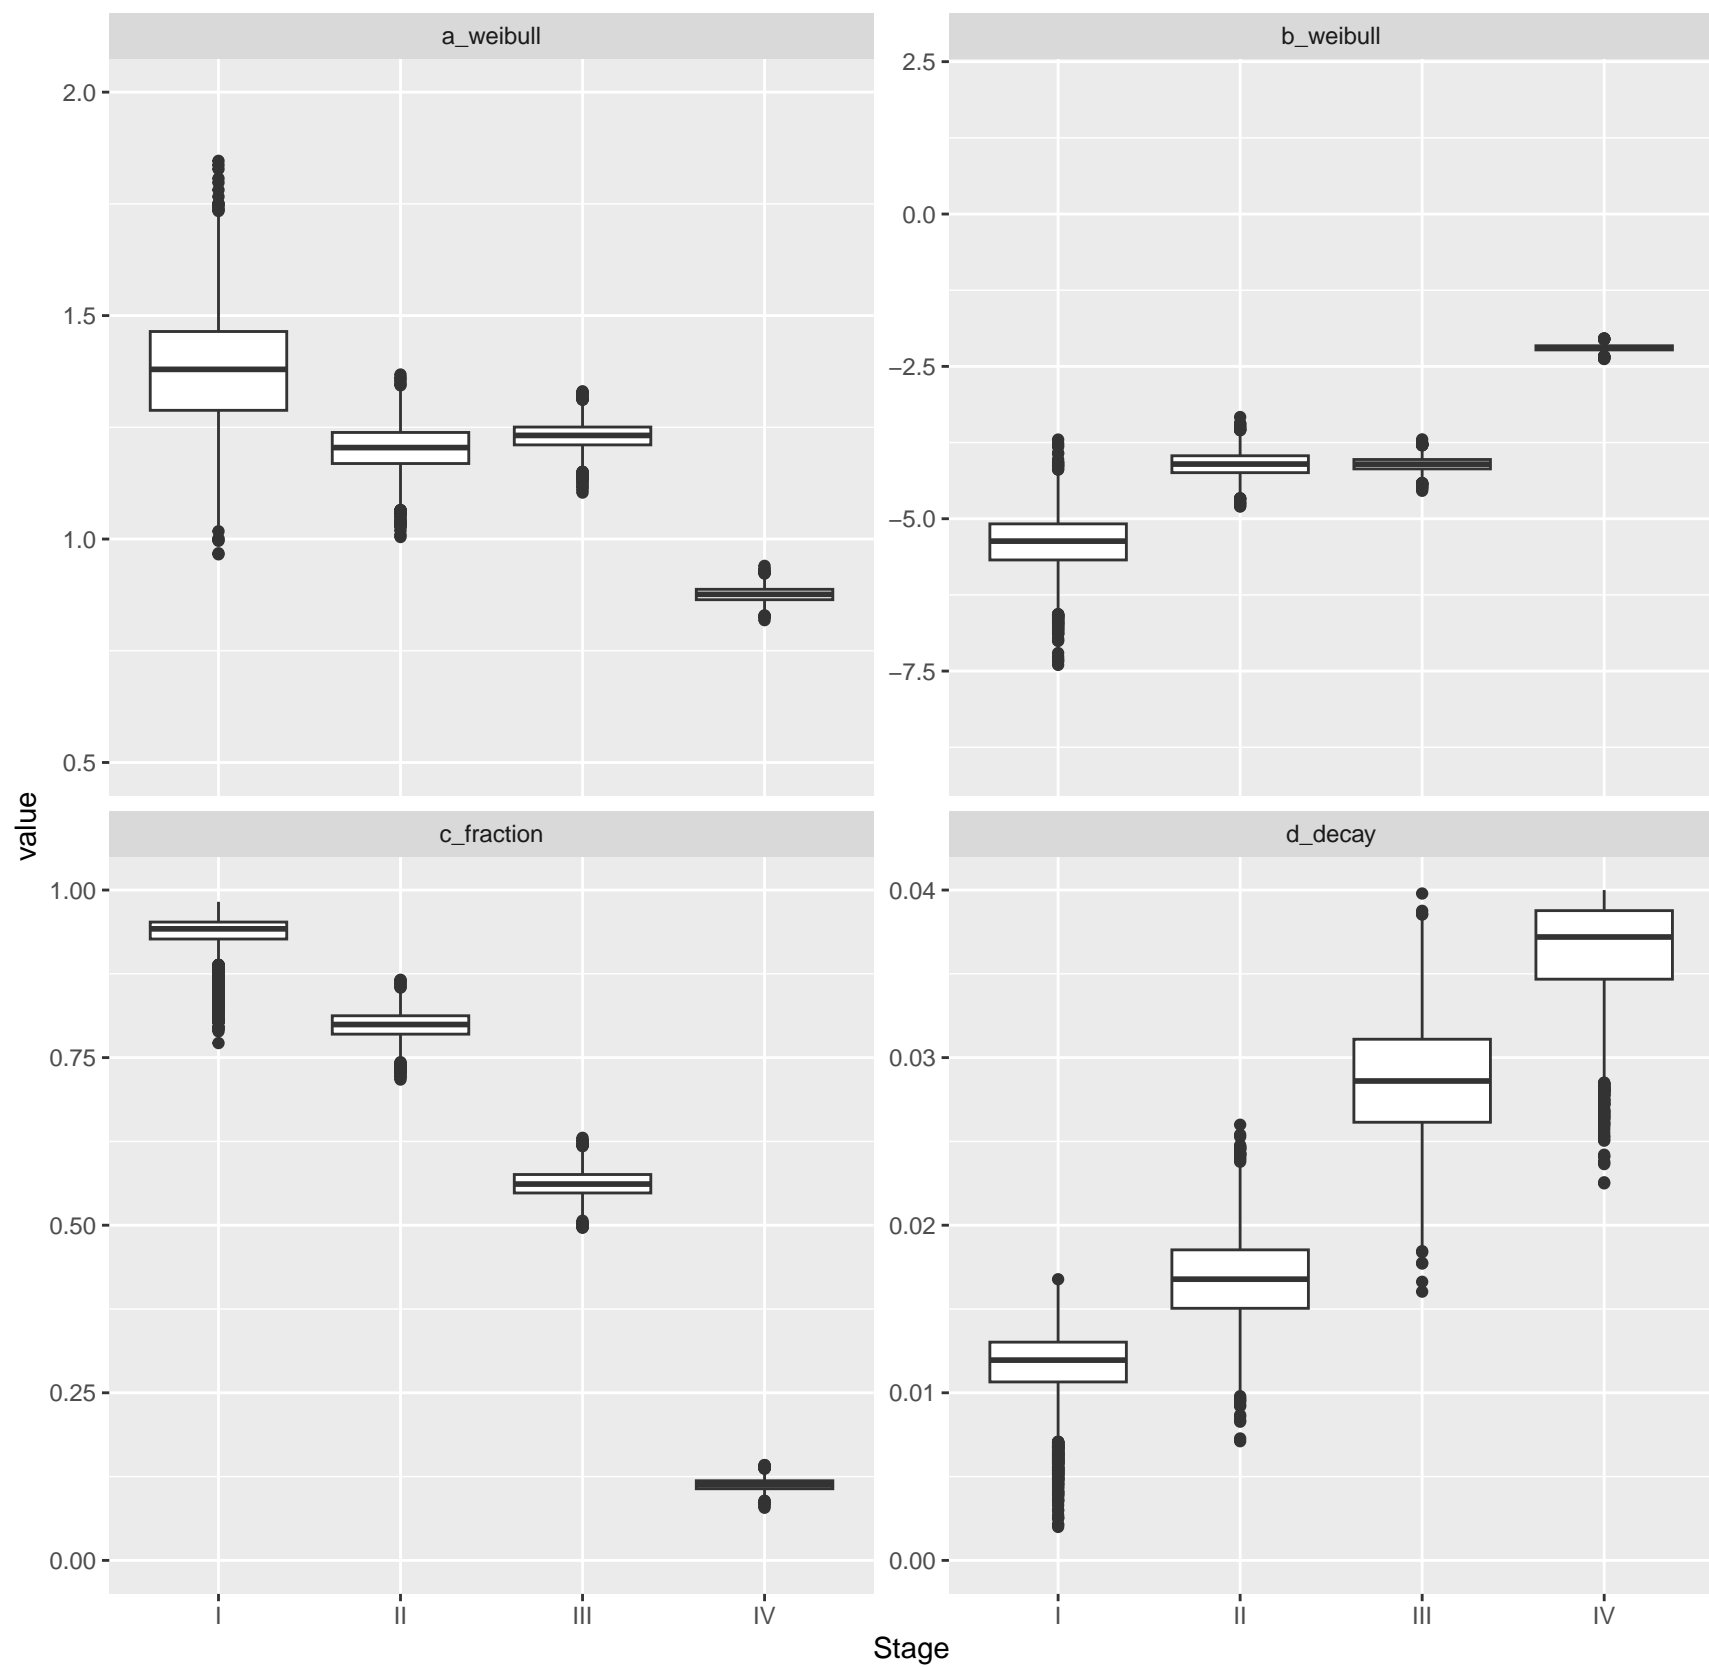 a_weibull
b_weibull
2.0
1.5
1.0
0.5
2.5
0.0
−2.5
−5.0
−7.5
value
c_fraction
d_decay
1.00
0.75
0.50
0.25
0.00
0.04
0.03
0.02
0.01
0.00
I II III IV
I II III IV
Stage